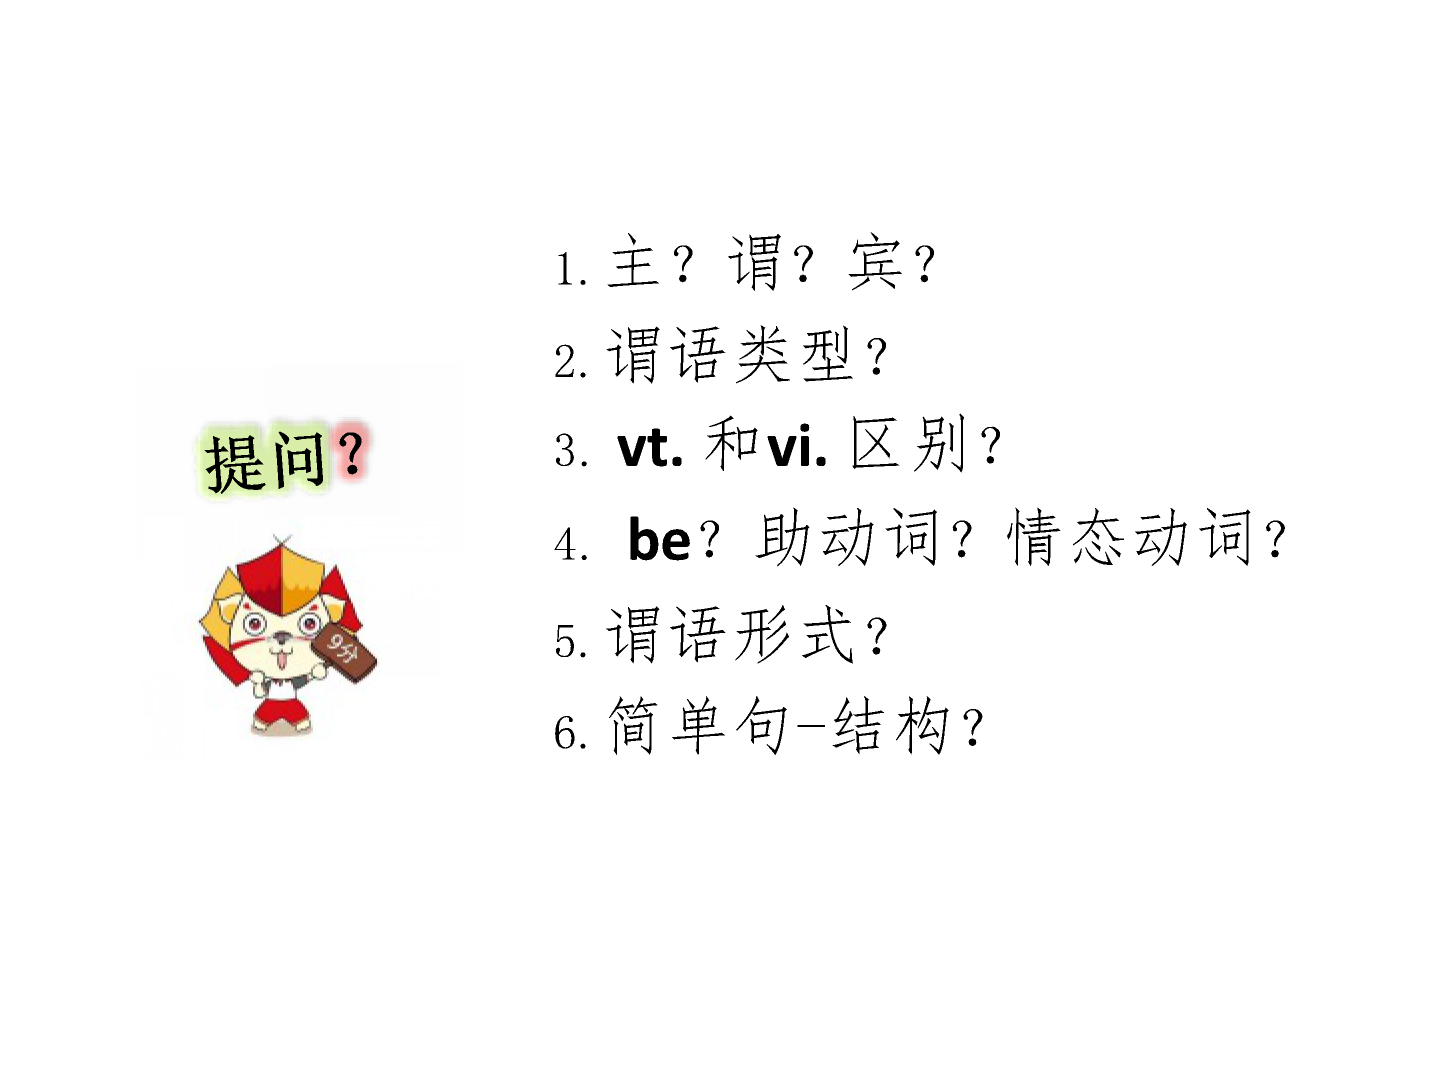 提问?
9分
1.主?谓?宾?
2.谓语类型?
3. vt. 和vi. 区别?
4. be?助动词?情态动词?
5.谓语形式?
6.简单句-结构?